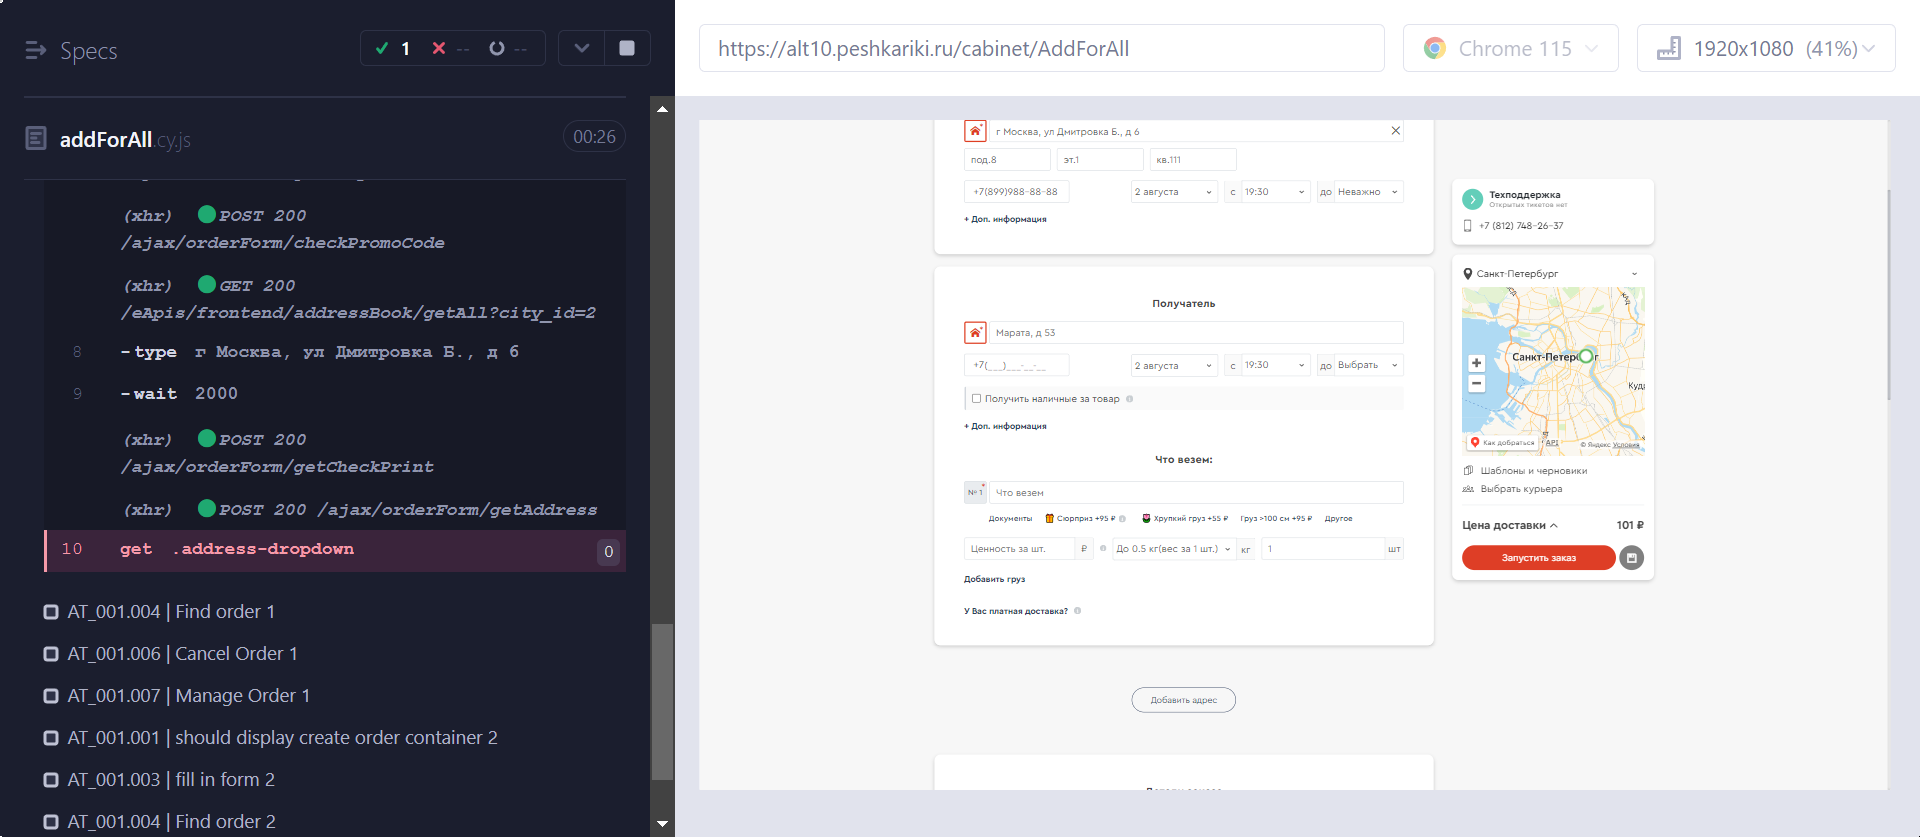 Specs
1
--
--
addForAll.cy.js
00:26
(xhr) POST 200
/ajax/orderForm/checkPromoCode
(xhr) GET 200
/eApis/frontend/addressBook/getAll?city_id=2
8 -type г Москва, ул Дмитровка Б., д 6
9 -wait 2000
(xhr) POST 200
/ajax/orderForm/getCheckPrint
(xhr) POST 200 /ajax/orderForm/getAddress
10 get .address-dropdown 0
AT_001.004 | Find order 1
AT_001.006 | Cancel Order 1
AT_001.007 | Manage Order 1
AT_001.001 | should display create order container 2
AT_001.003 | fill in form 2
AT_001.004 | Find order 2
https://alt10.peshkariki.ru/cabinet/AddForAll
Chrome 115
1920x1080 (41%)
г Москва, ул Дмитровка Б., д 6
под.8 эт.1 кв.111
+7(899)988-88-88 2 августа с 19:30 до Неважно
+ Доп. информация
Получатель
Марата, д 53
+7(___)___-__-__ 2 августа с 19:30 до Выбрать
Получить наличные за товар
+ Доп. информация
Что везем:
№ 1 Что везем
Документы Сюрприз +95 ₽ Хрупкий груз +55 ₽ Груз >100 см +95 ₽ Другое
Ценность за шт. ₽ До 0.5 кг(вес за 1 шт.) кг 1 шт
Добавить груз
У Вас платная доставка?
Добавить адрес
Техподдержка
Открытых тикетов нет
+7 (812) 748-26-37
Санкт-Петербург
КАД
Санкт-Петербург
Куд
Как добраться
API
© Яндекс Условия
Шаблоны и черновики
Выбрать курьера
Цена доставки 101 ₽
Запустить заказ